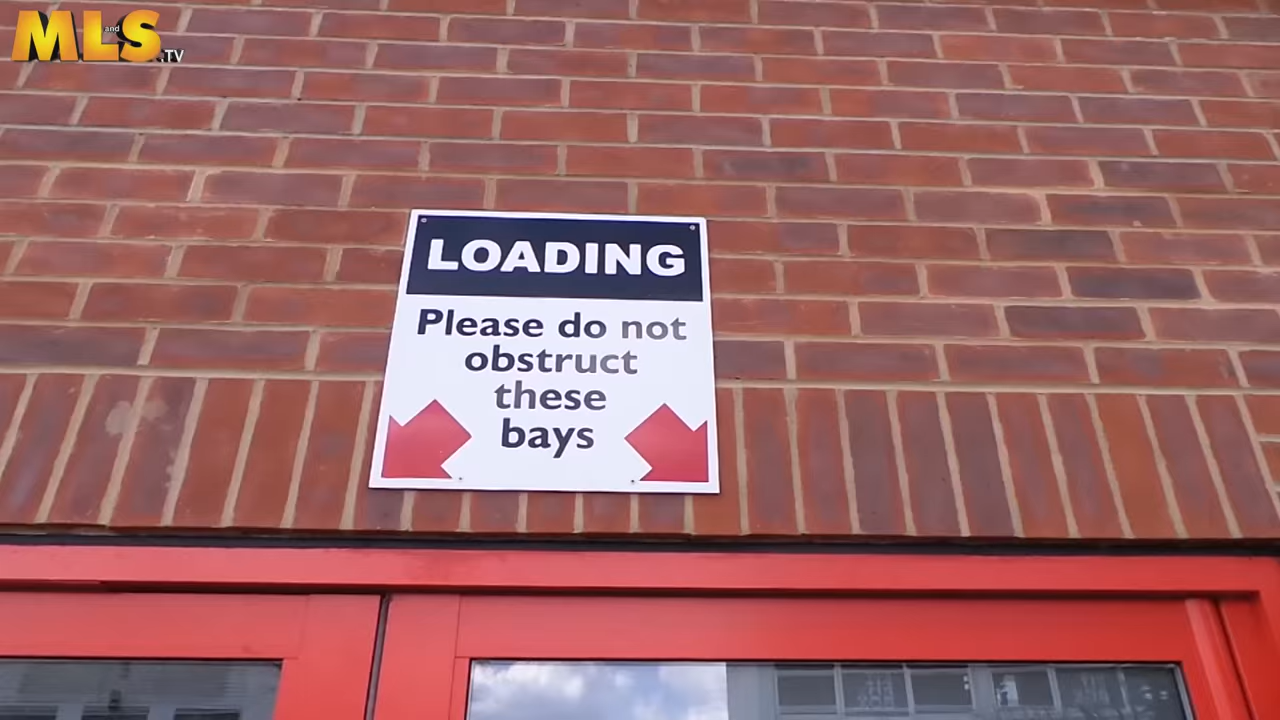 MLS
and
.TV
LOADING
Please do not
obstruct
these
bays